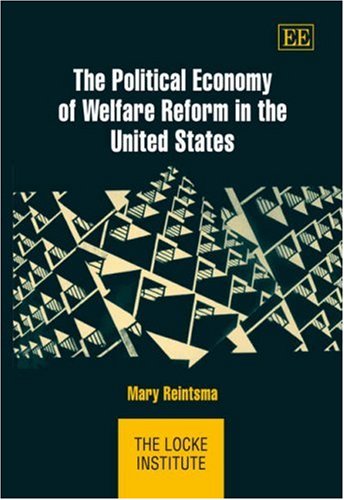 EE
The Political Economy
of Welfare Reform in the
United States
Mary Reintsma
THE LOCKE
INSTITUTE